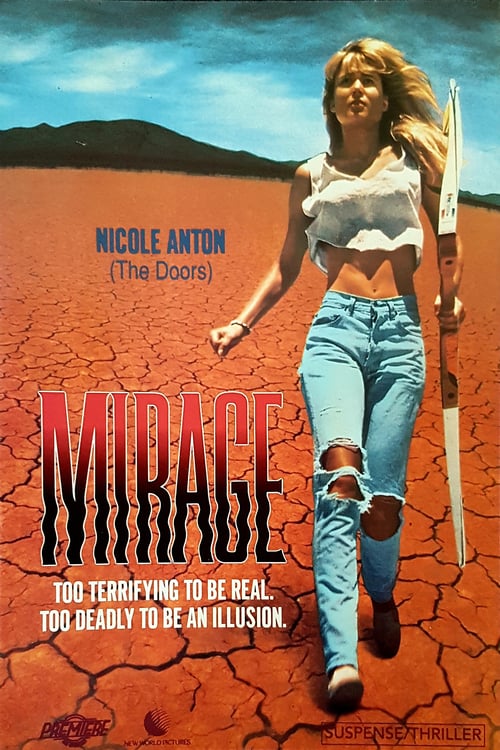 NICOLE ANTON
(The Doors)
MIRAGE
TOO TERRIFYING TO BE REAL.
TOO DEADLY TO BE AN ILLUSION.
PREMIERE
NEW WORLD PICTURES
SUSPENSE/THRILLER